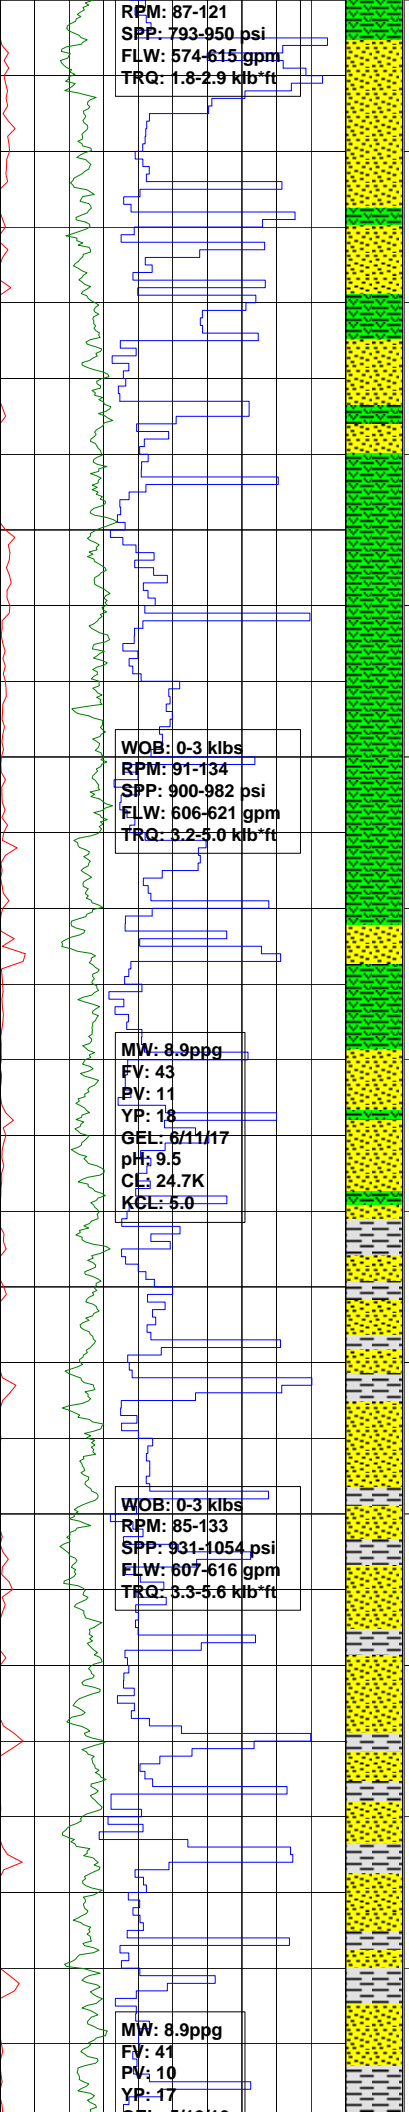 RPM: 87-121
SPP: 793-950 psi
FLW: 574-615 gpm
TRQ: 1.8-2.9 klb*ft
WOB: 0-3 klbs
RPM: 91-134
SPP: 900-982 psi
FLW: 606-621 gpm
TRQ: 3.2-5.0 klb*ft
MW: 8.9ppg
FV: 43
PV: 11
YP: 18
GEL: 6/11/17
pH: 9.5
CL: 24.7K
KCL: 5.0
WOB: 0-3 klbs
RPM: 85-133
SPP: 931-1054 psi
FLW: 607-616 gpm
TRQ: 3.3-5.6 klb*ft
MW: 8.9ppg
FV: 41
PV: 10
YP: 17